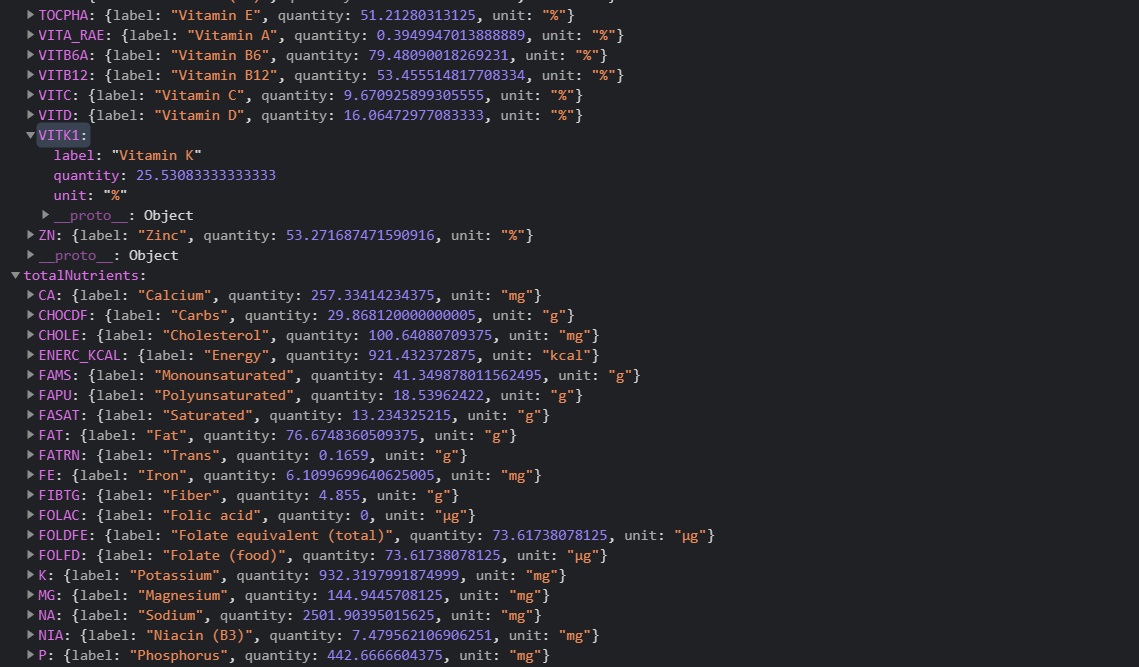 TOCPHA: {label: "Vitamin E", quantity: 51.21280313125, unit: "%"}
VITA_RAE: {label: "Vitamin A", quantity: 0.3949947013888889, unit: "%"}
VITB6A: {label: "Vitamin B6", quantity: 79.48090018269231, unit: "%"}
VITB12: {label: "Vitamin B12", quantity: 53.455514817708334, unit: "%"}
VITC: {label: "Vitamin C", quantity: 9.670925899305555, unit: "%"}
VITD: {label: "Vitamin D", quantity: 16.06472977083333, unit: "%"}
VITK1:
label: "Vitamin K"
quantity: 25.53083333333333
unit: "%"
__proto__: Object
ZN: {label: "Zinc", quantity: 53.271687471590916, unit: "%"}
__proto__: Object
totalNutrients:
CA: {label: "Calcium", quantity: 257.33414234375, unit: "mg"}
CHOCDF: {label: "Carbs", quantity: 29.868120000000005, unit: "g"}
CHOLE: {label: "Cholesterol", quantity: 100.64080709375, unit: "mg"}
ENERC_KCAL: {label: "Energy", quantity: 921.432372875, unit: "kcal"}
FAMS: {label: "Monounsaturated", quantity: 41.349878011562495, unit: "g"}
FAPU: {label: "Polyunsaturated", quantity: 18.53962422, unit: "g"}
FASAT: {label: "Saturated", quantity: 13.234325215, unit: "g"}
FAT: {label: "Fat", quantity: 76.6748360509375, unit: "g"}
FATRN: {label: "Trans", quantity: 0.1659, unit: "g"}
FE: {label: "Iron", quantity: 6.1099699640625005, unit: "mg"}
FIBTG: {label: "Fiber", quantity: 4.855, unit: "g"}
FOLAC: {label: "Folic acid", quantity: 0, unit: "µg"}
FOLDFE: {label: "Folate equivalent (total)", quantity: 73.61738078125, unit: "µg"}
FOLFD: {label: "Folate (food)", quantity: 73.61738078125, unit: "µg"}
K: {label: "Potassium", quantity: 932.3197991874999, unit: "mg"}
MG: {label: "Magnesium", quantity: 144.9445708125, unit: "mg"}
NA: {label: "Sodium", quantity: 2501.90395015625, unit: "mg"}
NIA: {label: "Niacin (B3)", quantity: 7.479562106906251, unit: "mg"}
P: {label: "Phosphorus", quantity: 442.6666604375, unit: "mg"}